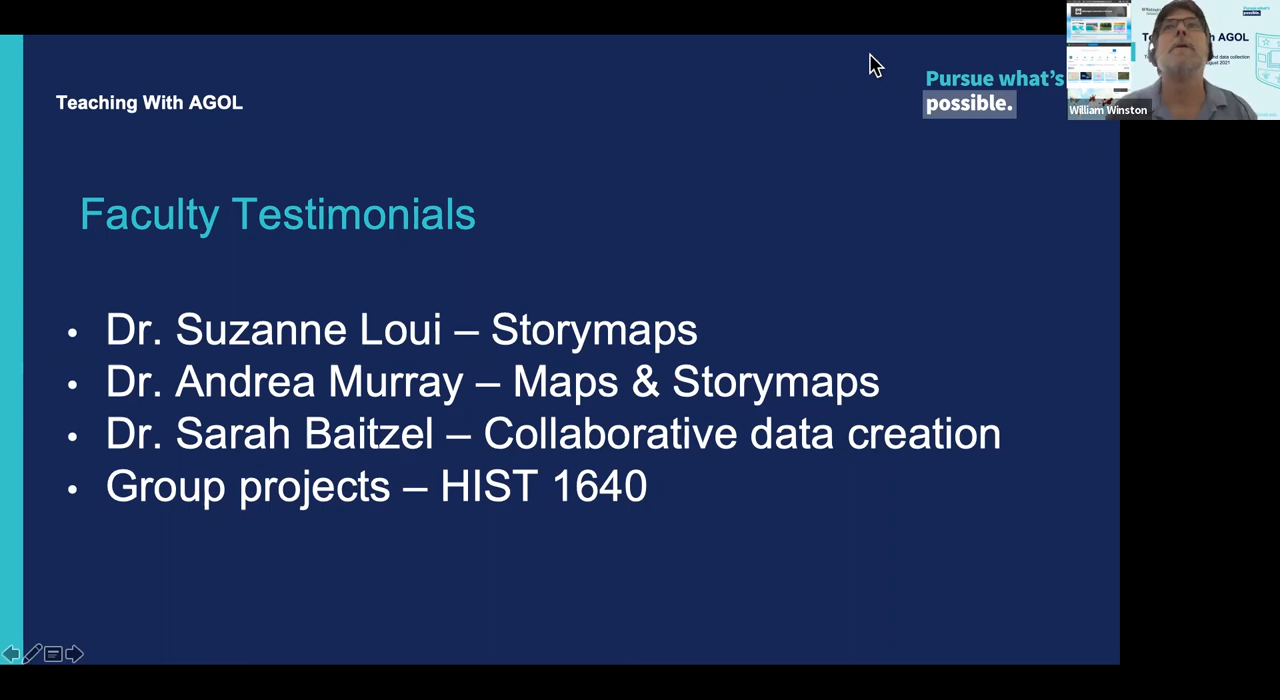 Teaching With AGOL
Pursue what's
possible.
William Winston
Faculty Testimonials
• Dr. Suzanne Loui – Storymaps
• Dr. Andrea Murray – Maps & Storymaps
• Dr. Sarah Baitzel – Collaborative data creation
• Group projects – HIST 1640